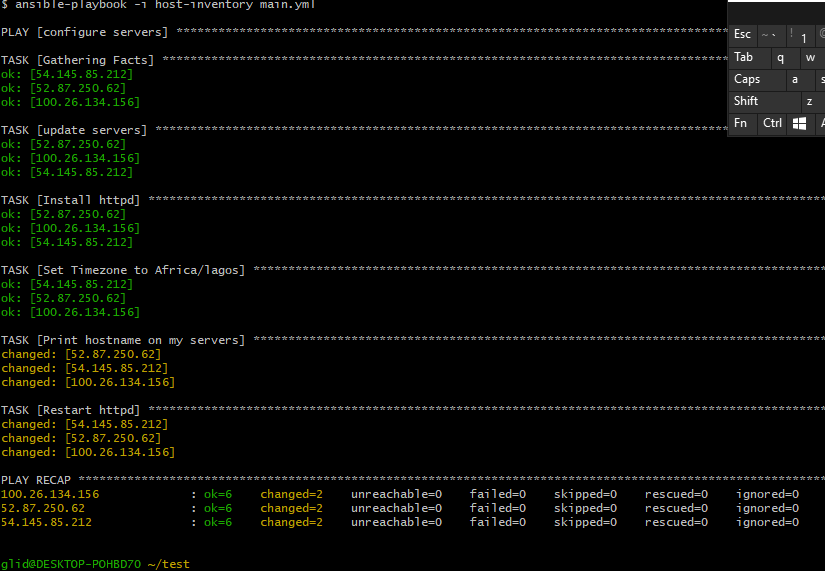 $ ansible-playbook -i host-inventory main.yml
PLAY [configure servers] ********************************************************************************
TASK [Gathering Facts] **********************************************************************************
ok: [54.145.85.212]
ok: [52.87.250.62]
ok: [100.26.134.156]
TASK [update servers] ***********************************************************************************
ok: [52.87.250.62]
ok: [100.26.134.156]
ok: [54.145.85.212]
TASK [Install httpd] *************************************************************************************************
ok: [52.87.250.62]
ok: [100.26.134.156]
ok: [54.145.85.212]
TASK [Set Timezone to Africa/lagos] **********************************************************************************
ok: [54.145.85.212]
ok: [52.87.250.62]
ok: [100.26.134.156]
TASK [Print hostname on my servers] **********************************************************************************
changed: [52.87.250.62]
changed: [54.145.85.212]
changed: [100.26.134.156]
TASK [Restart httpd] *************************************************************************************************
changed: [54.145.85.212]
changed: [52.87.250.62]
changed: [100.26.134.156]
PLAY RECAP ***********************************************************************************************************
100.26.134.156 : ok=6 changed=2 unreachable=0 failed=0 skipped=0 rescued=0 ignored=0
52.87.250.62 : ok=6 changed=2 unreachable=0 failed=0 skipped=0 rescued=0 ignored=0
54.145.85.212 : ok=6 changed=2 unreachable=0 failed=0 skipped=0 rescued=0 ignored=0
glid@DESKTOP-POHBD7O ~/test
Esc ~ ` ! 1
Tab q w
Caps a s
Shift z
Fn Ctrl